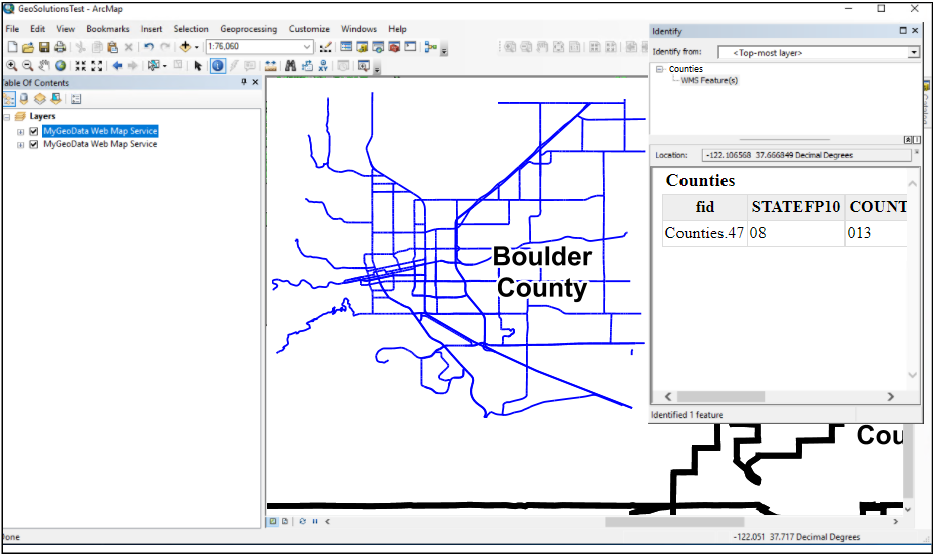 GeoSolutionsTest - ArcMap
File Edit View Bookmarks Insert Selection Geoprocessing Customize Windows Help
1:76,060
able Of Contents
Layers
MyGeoData Web Map Service
MyGeoData Web Map Service
Boulder
County
Cou
Identify
Identify from: <Top-most layer>
Counties
WMS Feature(s)
Location: -122.106568 37.666849 Decimal Degrees
Counties
fid STATEFP10 COUNT
Counties.47 08 013
Identified 1 feature
one
-122.051 37.717 Decimal Degrees